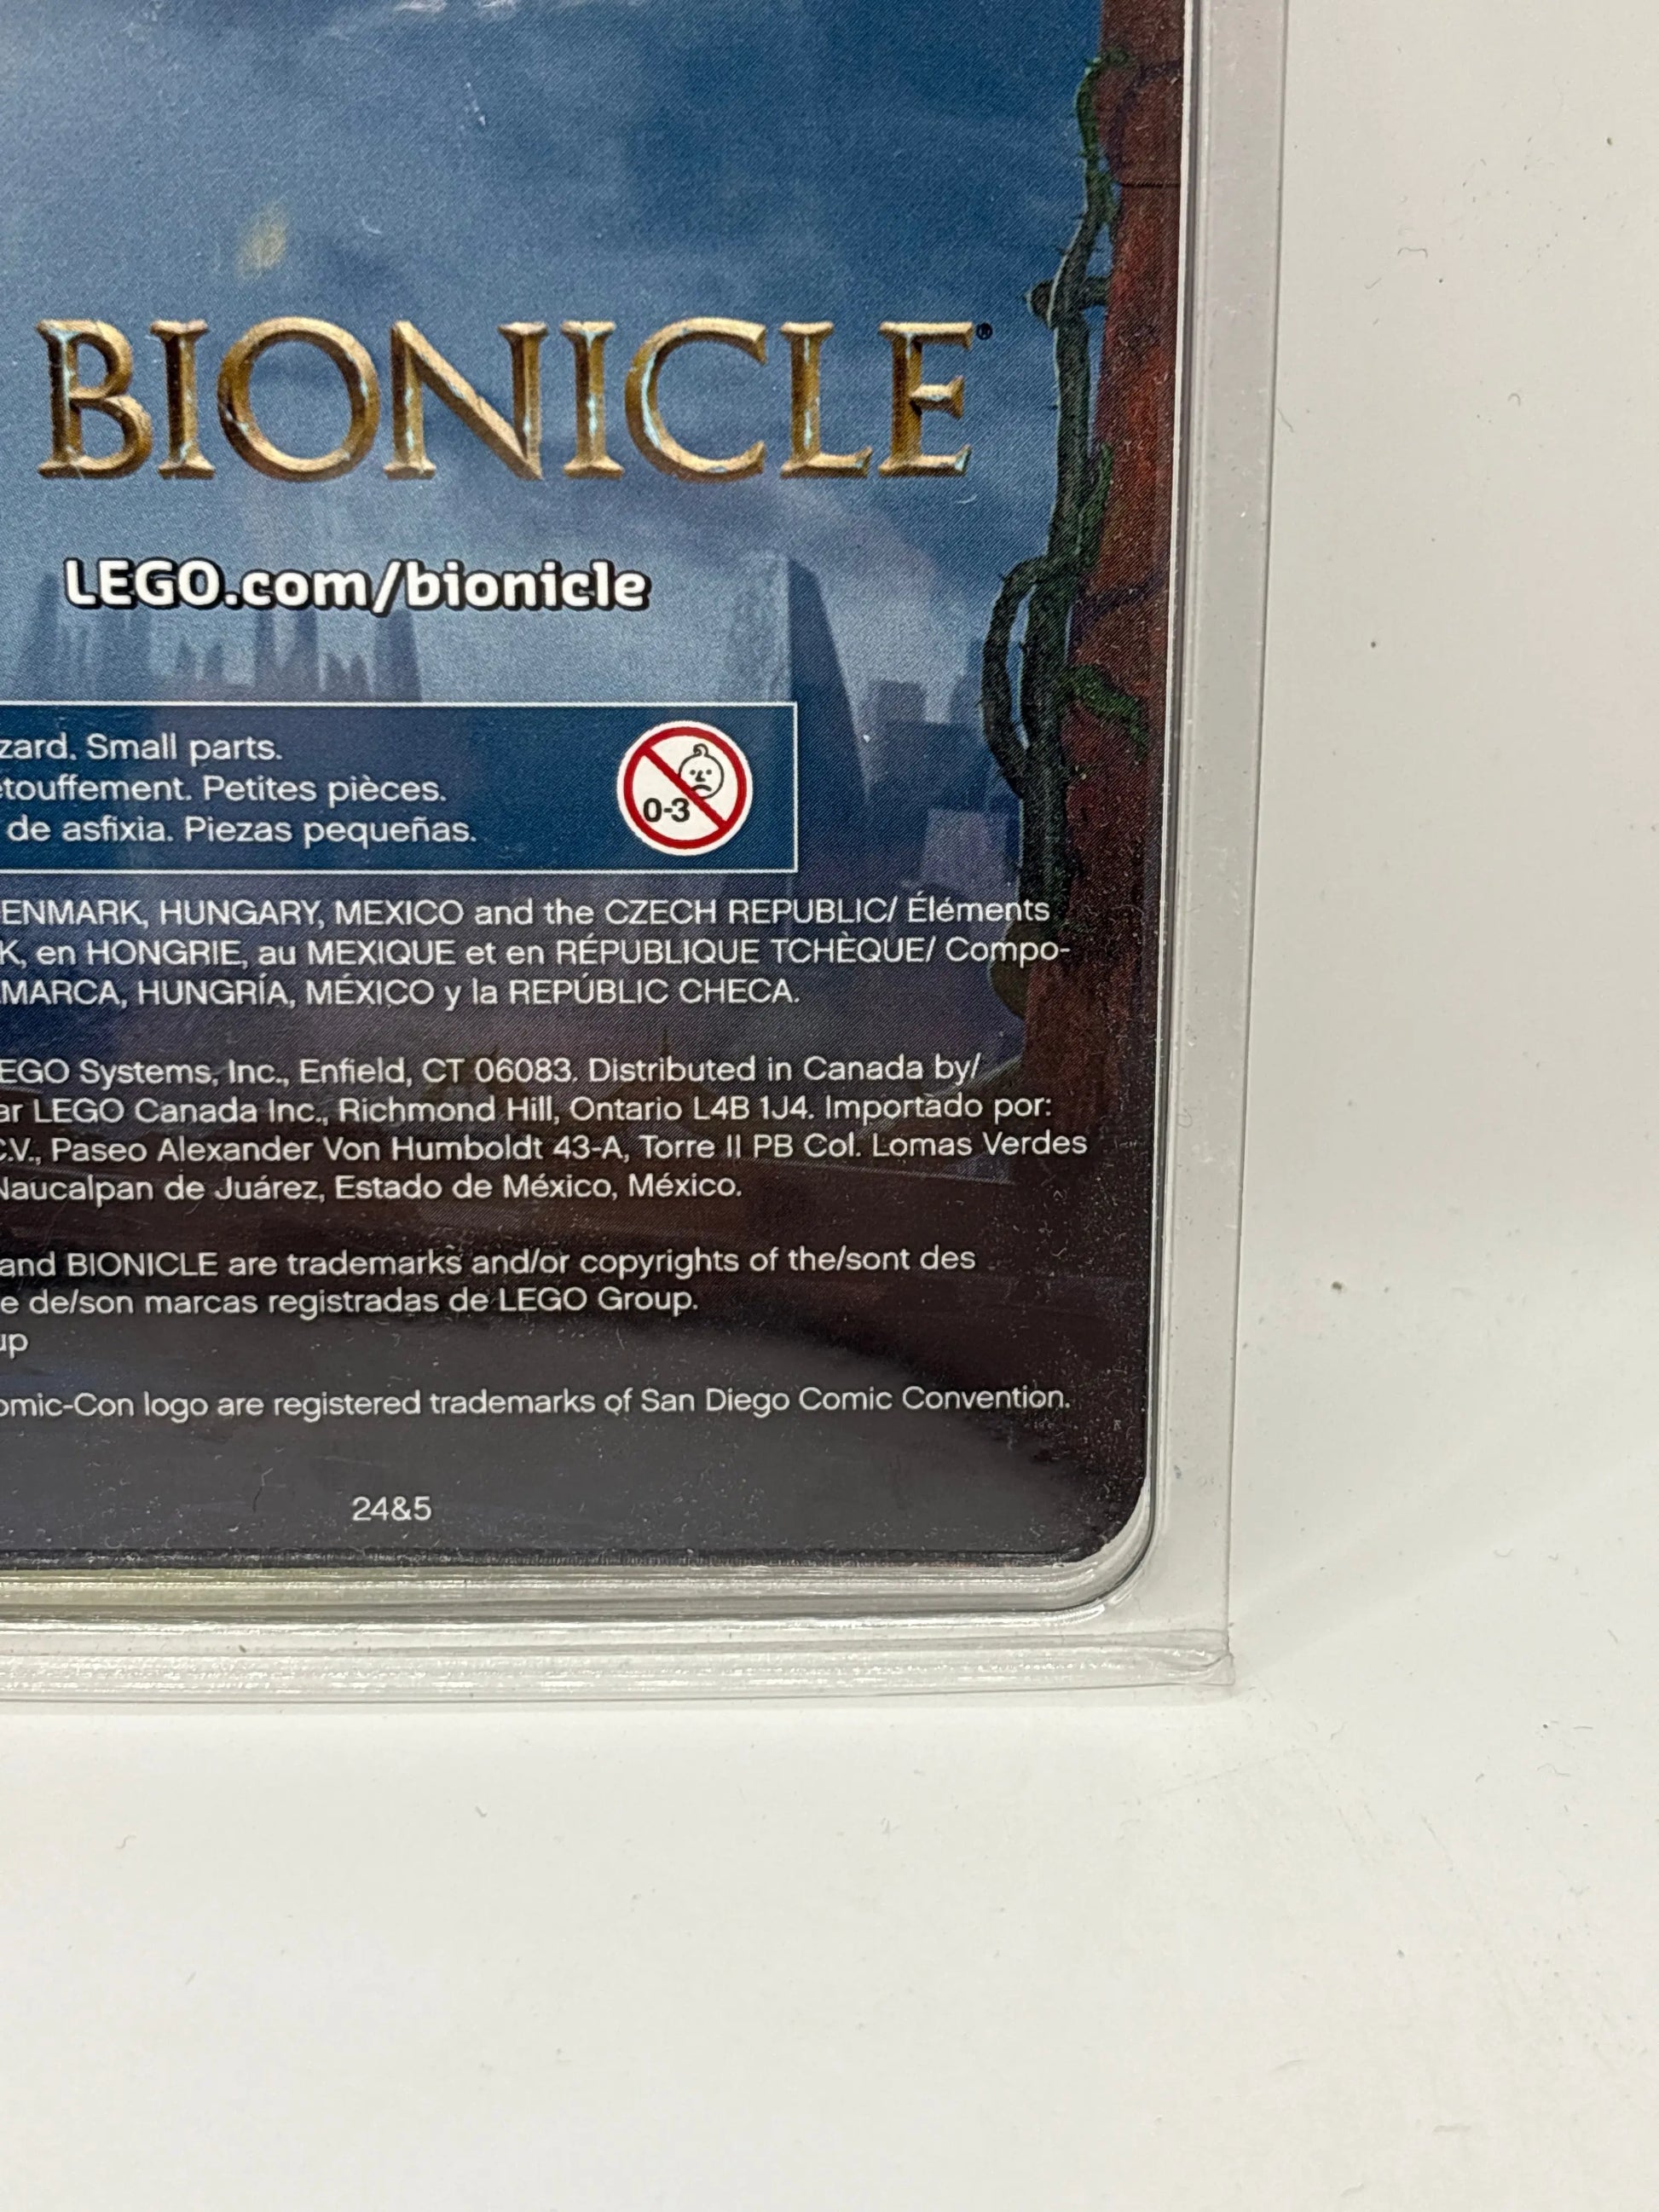 BIONICLE®
LEGO.com/bionicle
zard. Small parts.
étouffement. Petites pièces.
de asfixia. Piezas pequeñas.
0-3
ENMARK, HUNGARY, MEXICO and the CZECH REPUBLIC/ Éléments
K, en HONGRIE, au MEXIQUE et en RÉPUBLIQUE TCHÈQUE/ Compo-
MARCA, HUNGRÍA, MÉXICO y la REPÚBLIC CHECA.
EGO Systems, Inc., Enfield, CT 06083. Distributed in Canada by/
ar LEGO Canada Inc., Richmond Hill, Ontario L4B 1J4. Importado por:
C.V., Paseo Alexander Von Humboldt 43-A, Torre II PB Col. Lomas Verdes
Naucalpan de Juárez, Estado de México, México.
and BIONICLE are trademarks and/or copyrights of the/sont des
e de/son marcas registradas de LEGO Group.
up
omic-Con logo are registered trademarks of San Diego Comic Convention.
24&5